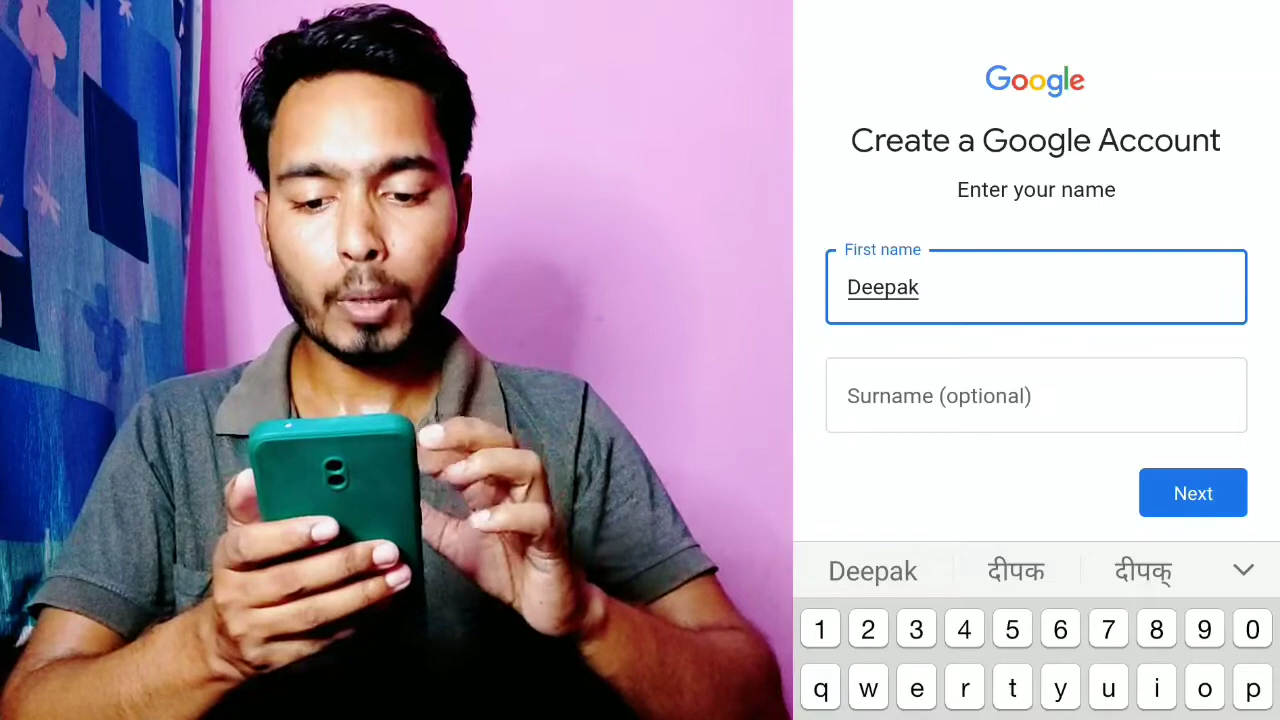 Google
Create a Google Account
Enter your name
First name
Deepak
Surname (optional)
Next
Deepak दीपक दीपक्
1 2 3 4 5 6 7 8 9 0
q w e r t y u i o p